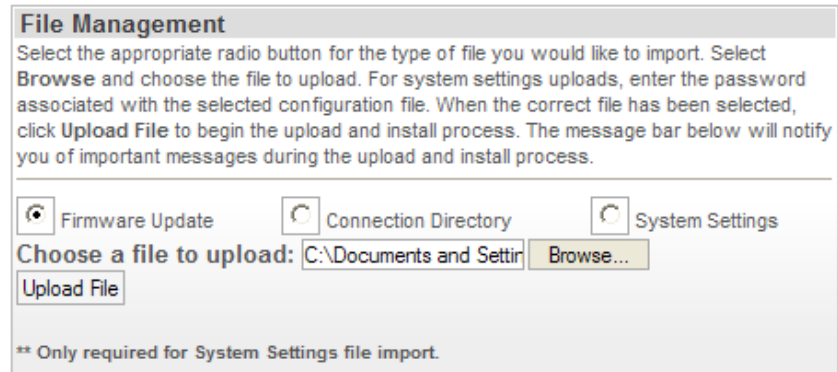 File Management
Select the appropriate radio button for the type of file you would like to import. Select
Browse and choose the file to upload. For system settings uploads, enter the password
associated with the selected configuration file. When the correct file has been selected,
click Upload File to begin the upload and install process. The message bar below will notify
you of important messages during the upload and install process.
Firmware Update Connection Directory System Settings
Choose a file to upload: C:\Documents and Settin Browse...
Upload File
** Only required for System Settings file import.